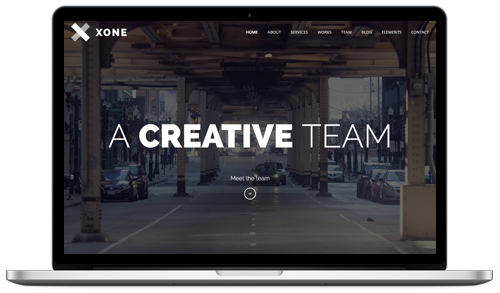 XONE
HOME ABOUT SERVICES WORKS TEAM BLOG ELEMENTS CONTACT
A CREATIVE TEAM
Meet the team